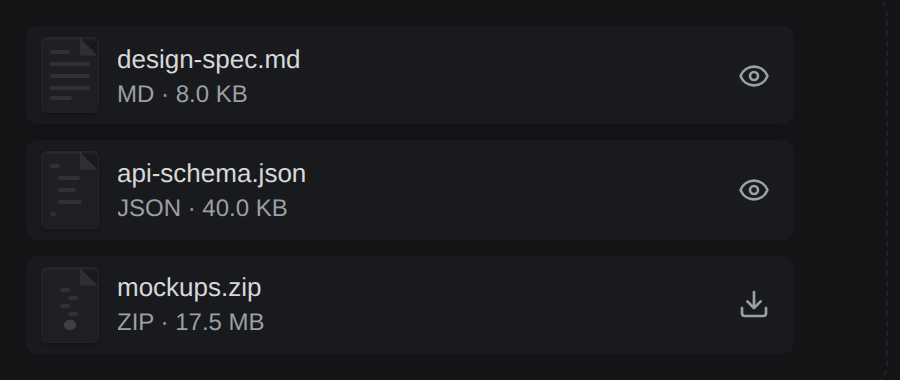 design-spec.md
MD · 8.0 KB
api-schema.json
JSON · 40.0 KB
mockups.zip
ZIP · 17.5 MB